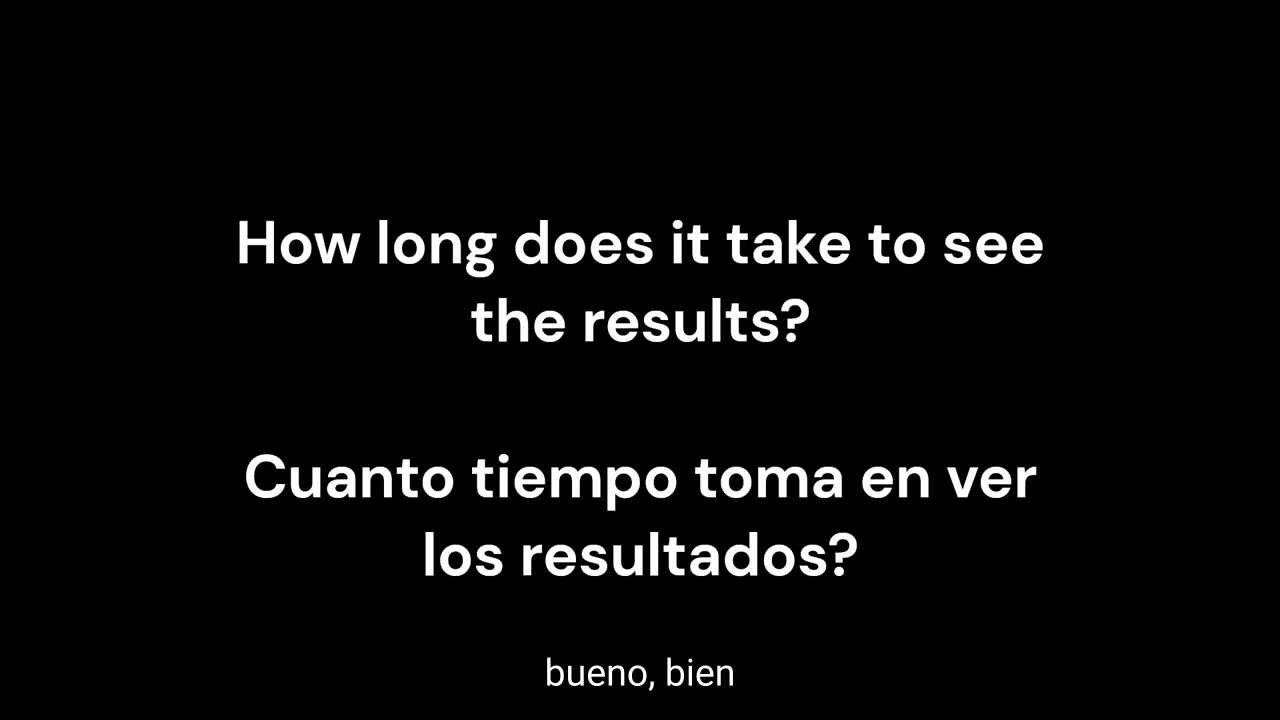 How long does it take to see
the results?
Cuanto tiempo toma en ver
los resultados?
bueno, bien